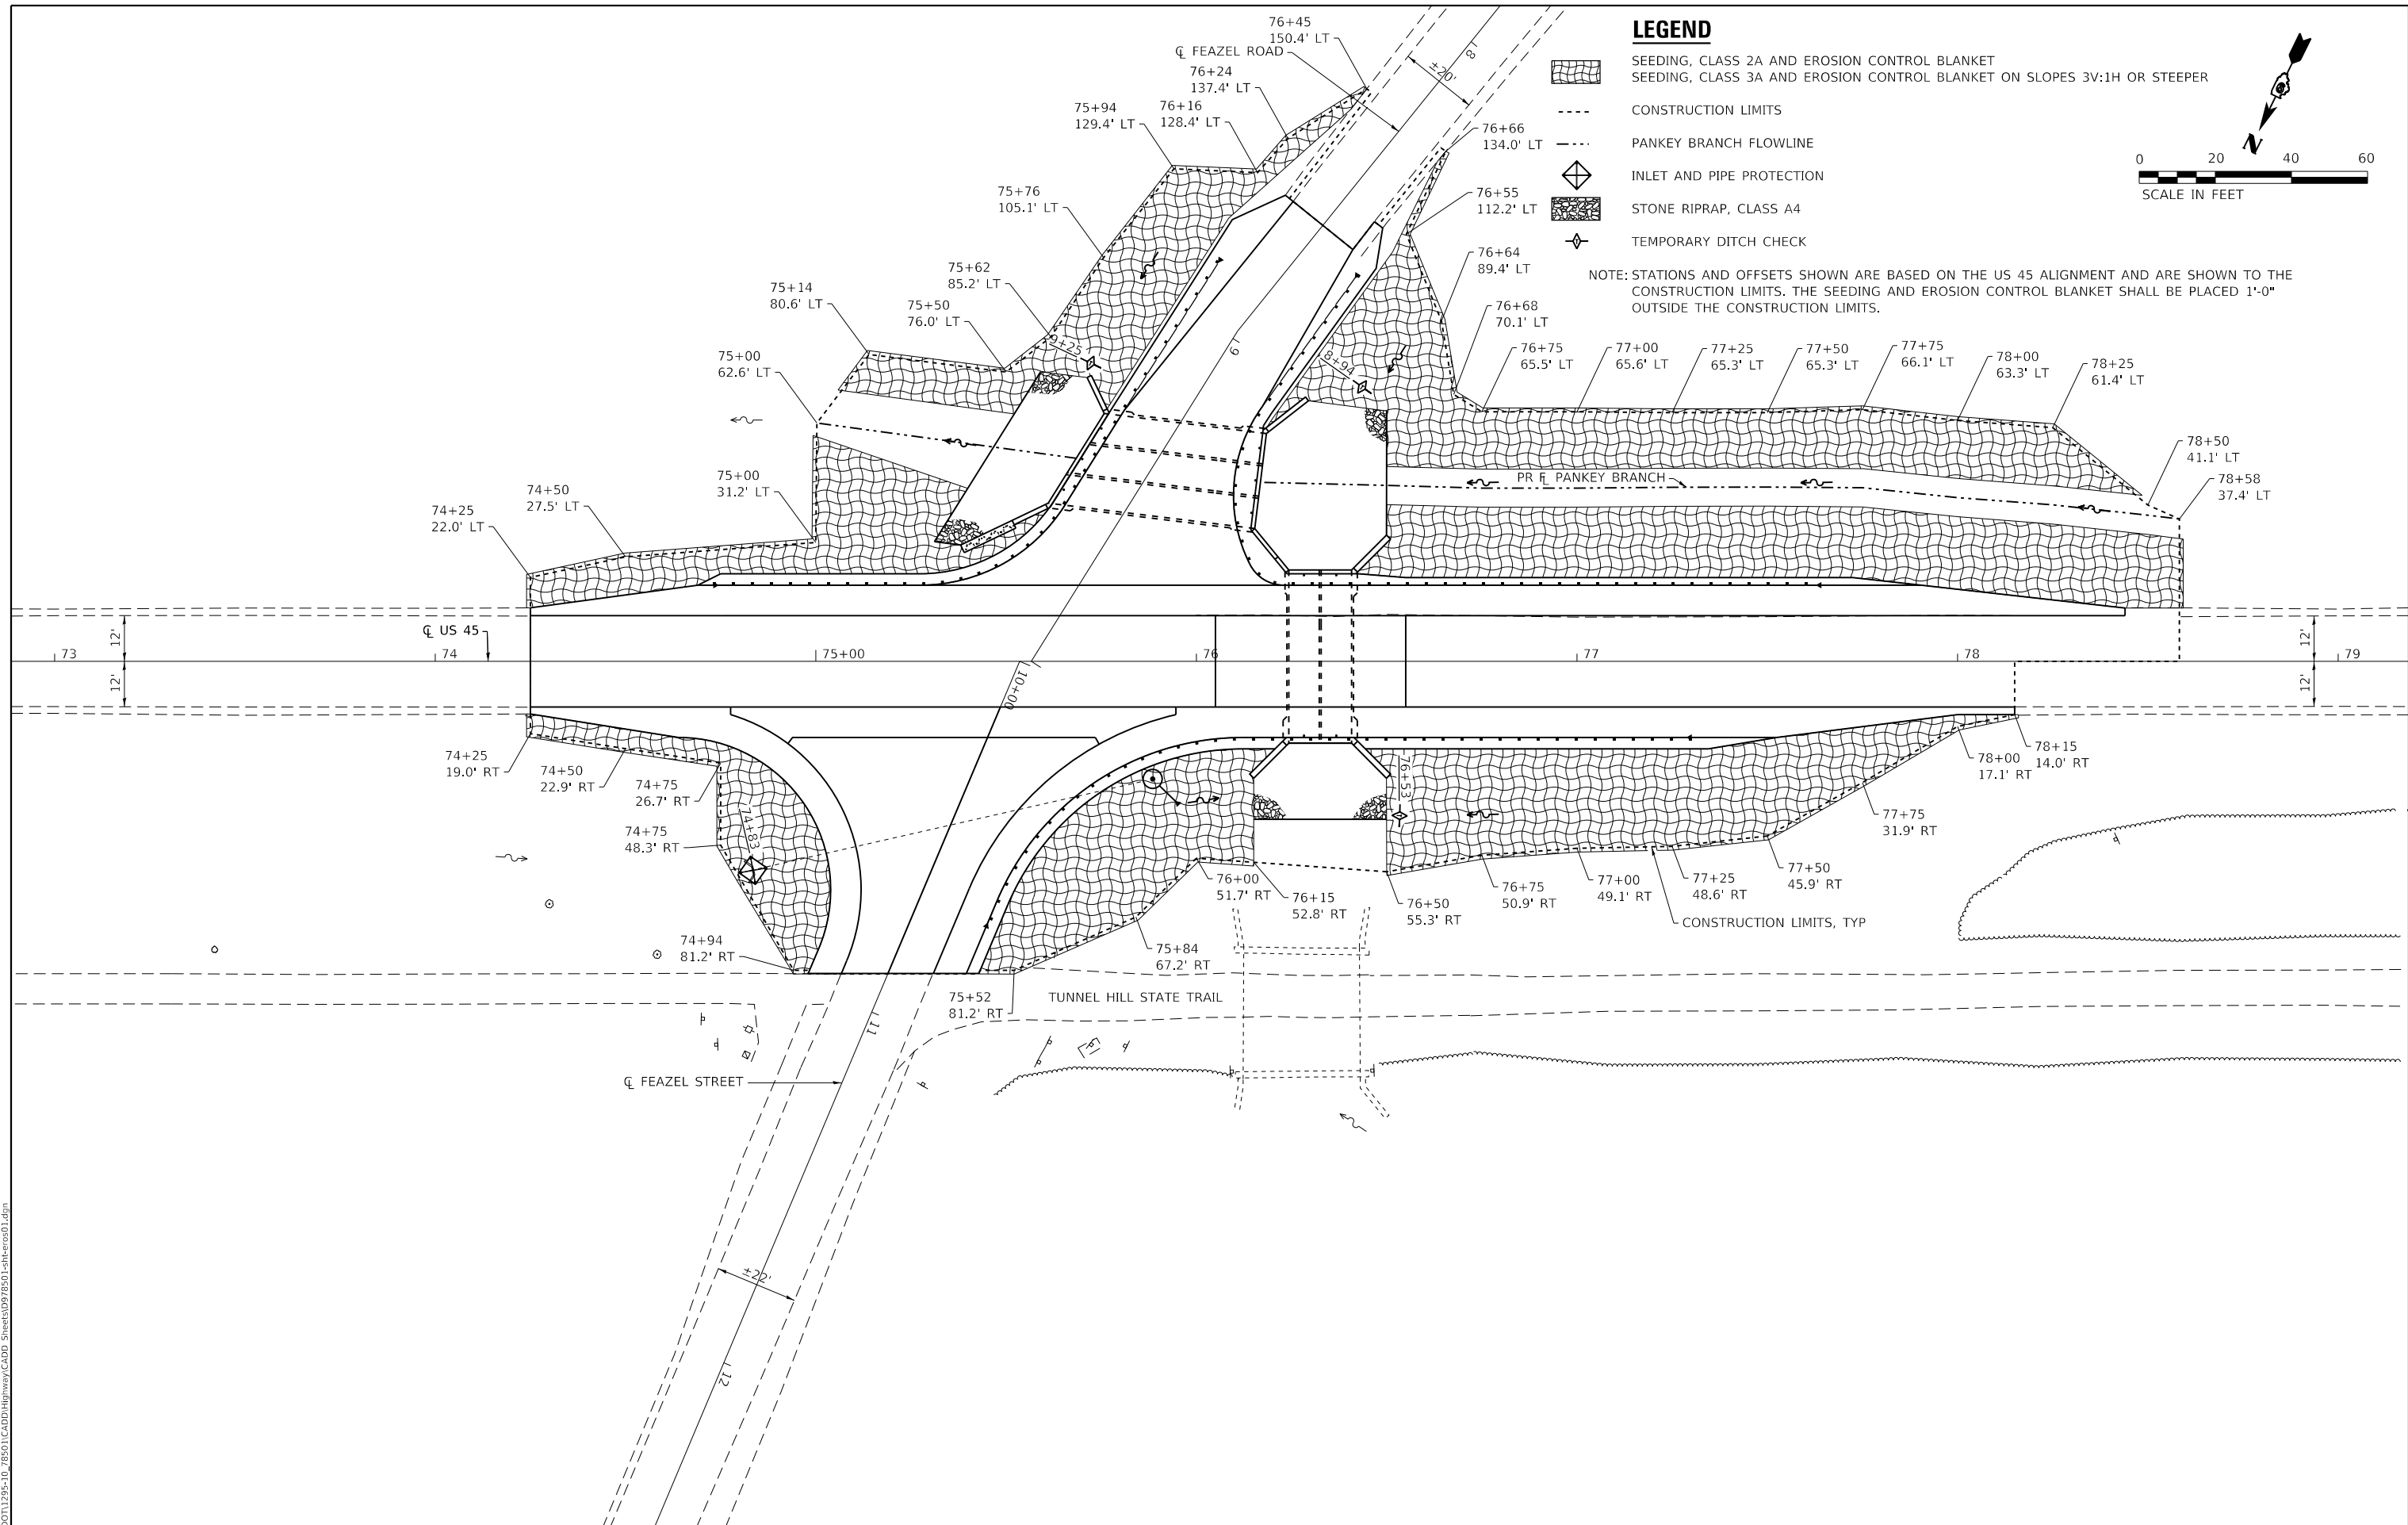 76+45
150.4' LT
℄ FEAZEL ROAD
76+24
137.4' LT
75+94
129.4' LT
76+16
128.4' LT
75+76
105.1' LT
75+62
85.2' LT
75+14
80.6' LT
75+50
76.0' LT
75+00
62.6' LT
75+00
31.2' LT
74+50
27.5' LT
74+25
22.0' LT
8
±20'
9
9+25
8+94
LEGEND
SEEDING, CLASS 2A AND EROSION CONTROL BLANKET
SEEDING, CLASS 3A AND EROSION CONTROL BLANKET ON SLOPES 3V:1H OR STEEPER
CONSTRUCTION LIMITS
PANKEY BRANCH FLOWLINE
INLET AND PIPE PROTECTION
STONE RIPRAP, CLASS A4
TEMPORARY DITCH CHECK
NOTE: STATIONS AND OFFSETS SHOWN ARE BASED ON THE US 45 ALIGNMENT AND ARE SHOWN TO THE
CONSTRUCTION LIMITS. THE SEEDING AND EROSION CONTROL BLANKET SHALL BE PLACED 1'-0"
OUTSIDE THE CONSTRUCTION LIMITS.
N
0 20 40 60
SCALE IN FEET
76+66
134.0' LT
76+55
112.2' LT
76+64
89.4' LT
76+68
70.1' LT
76+75
65.5' LT
77+00
65.6' LT
77+25
65.3' LT
77+50
65.3' LT
77+75
66.1' LT
78+00
63.3' LT
78+25
61.4' LT
78+50
41.1' LT
78+58
37.4' LT
PR FL PANKEY BRANCH
℄ US 45
12'
12'
73 74 75+00 76 77 78 79
12'
12'
10+00
74+25
19.0' RT
74+50
22.9' RT
74+75
26.7' RT
74+75
48.3' RT
74+83
74+94
81.2' RT
75+52
81.2' RT
75+84
67.2' RT
76+00
51.7' RT
76+15
52.8' RT
76+53
76+50
55.3' RT
76+75
50.9' RT
77+00
49.1' RT
77+25
48.6' RT
77+50
45.9' RT
77+75
31.9' RT
78+00
17.1' RT
78+15
14.0' RT
CONSTRUCTION LIMITS, TYP
TUNNEL HILL STATE TRAIL
11
℄ FEAZEL STREET
±22'
12